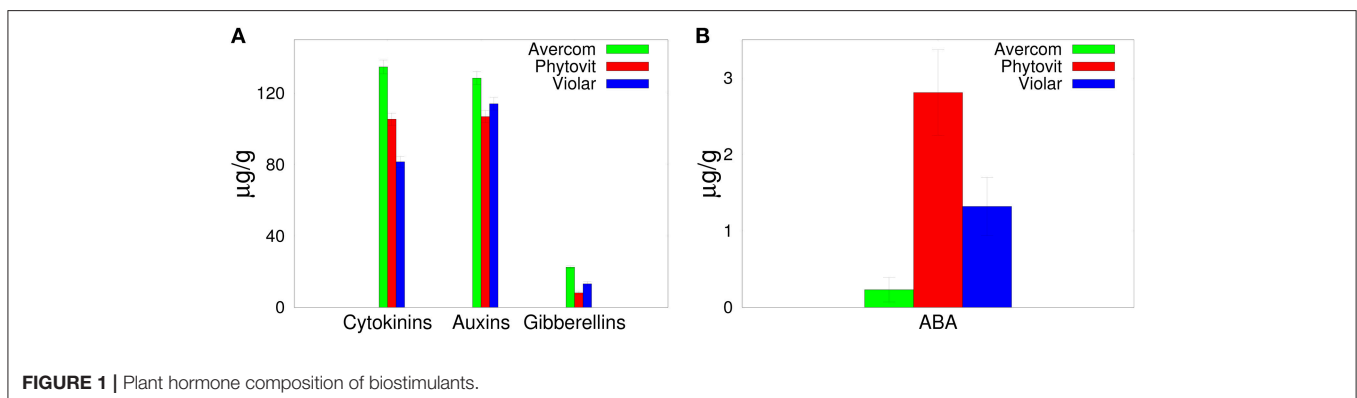 A
Avercom
Phytovit
Violar
120
80
40
0
µg/g
Cytokinins Auxins Gibberellins
B
Avercom
Phytovit
Violar
3
2
1
0
µg/g
ABA
FIGURE 1 | Plant hormone composition of biostimulants.